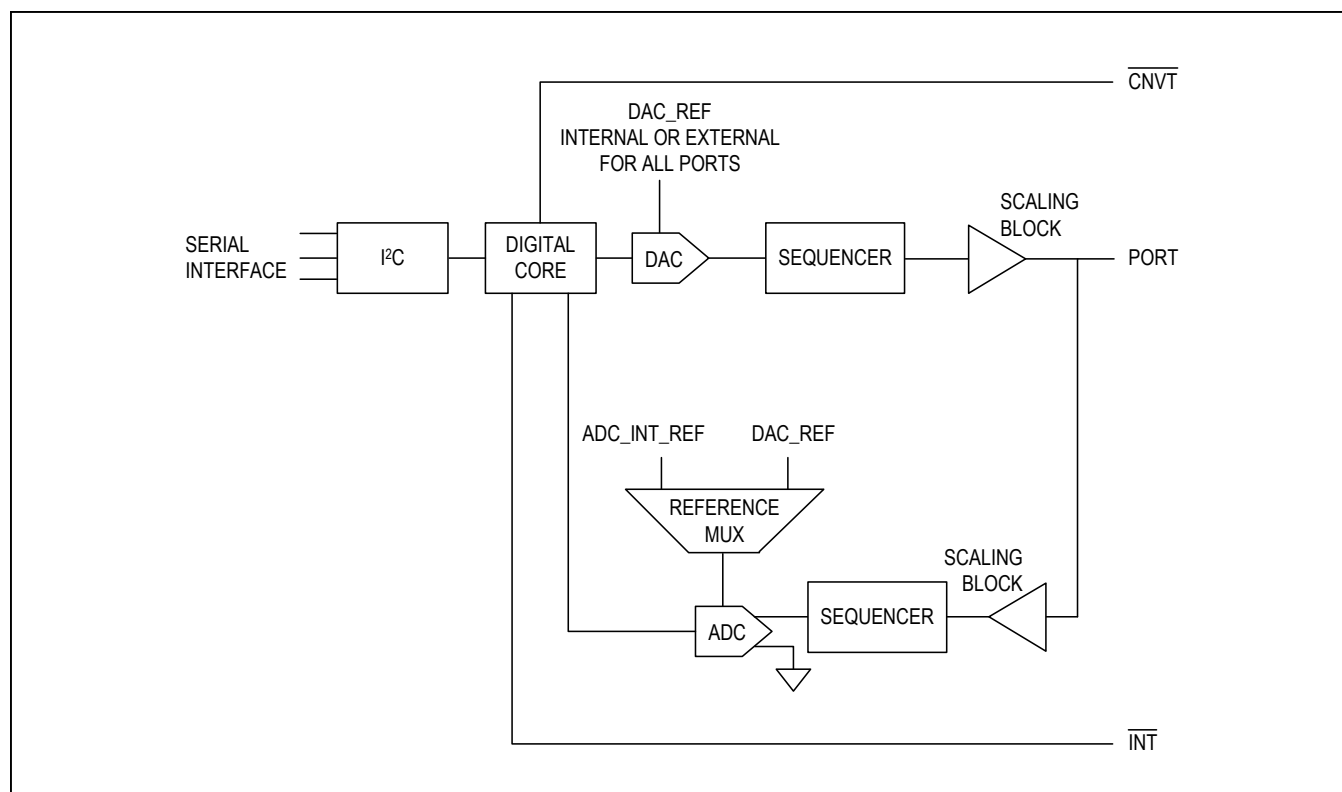 CNVT
DAC_REF
INTERNAL OR EXTERNAL
FOR ALL PORTS
SCALING
BLOCK
SERIAL
INTERFACE
I²C
DIGITAL
CORE
DAC
SEQUENCER
PORT
ADC_INT_REF
DAC_REF
REFERENCE
MUX
SCALING
BLOCK
SEQUENCER
ADC
INT